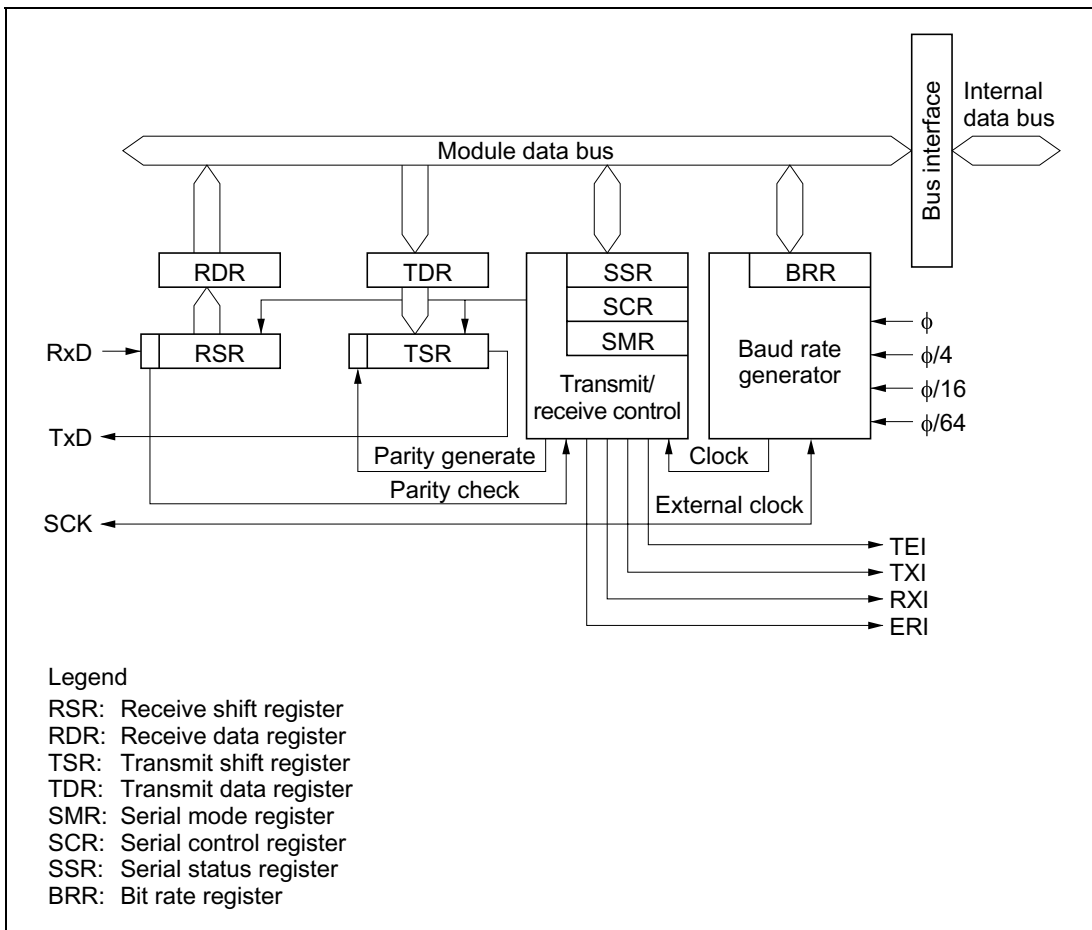 Internal
data bus
Bus interface
Module data bus
RDR
TDR
SSR
BRR
SCR
SMR
RxD
RSR
TSR
Transmit/
receive control
Baud rate
generator
ϕ
ϕ/4
ϕ/16
ϕ/64
TxD
Parity generate
Clock
Parity check
SCK
External clock
TEI
TXI
RXI
ERI
Legend
RSR: Receive shift register
RDR: Receive data register
TSR: Transmit shift register
TDR: Transmit data register
SMR: Serial mode register
SCR: Serial control register
SSR: Serial status register
BRR: Bit rate register